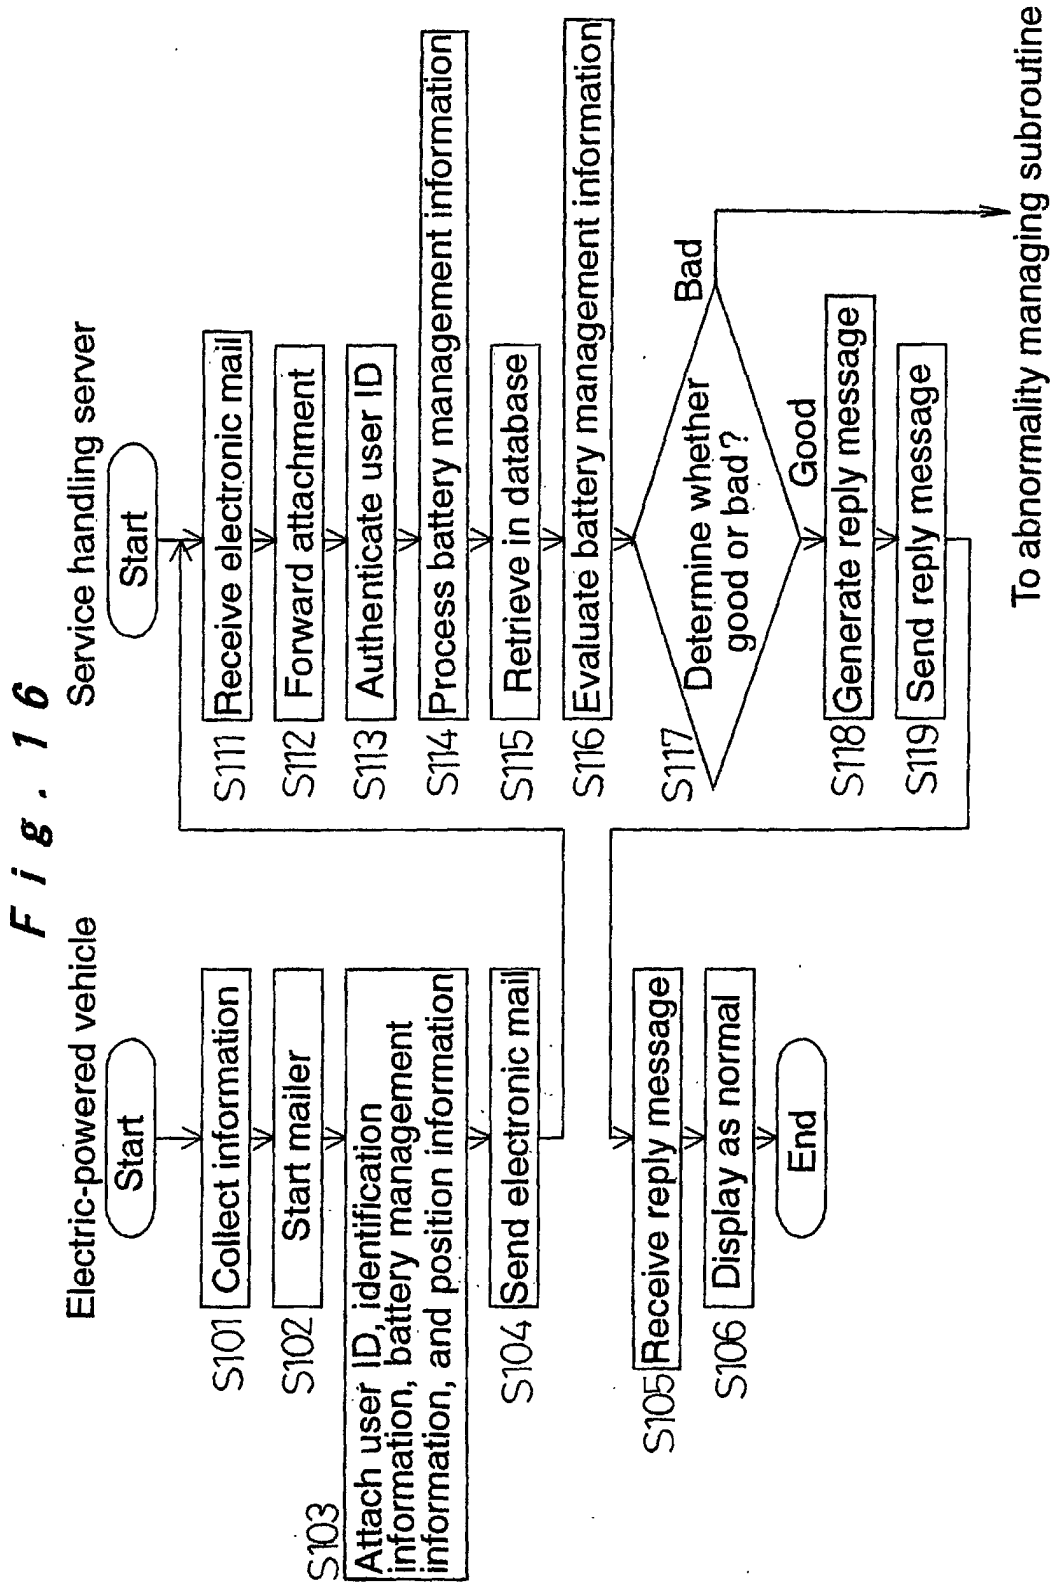 Fig. 16
Electric-powered vehicle
Start
S101
Collect information
S102
Start mailer
S103
Attach user ID, identification
information, battery management
information, and position information
S104
Send electronic mail
S105
Receive reply message
S106
Display as normal
End
Service handling server
Start
S111
Receive electronic mail
S112
Forward attachment
S113
Authenticate user ID
S114
Process battery management information
S115
Retrieve in database
S116
Evaluate battery management information
S117
Determine whether
good or bad?
Bad
Good
S118
Generate reply message
S119
Send reply message
To abnormality managing subroutine